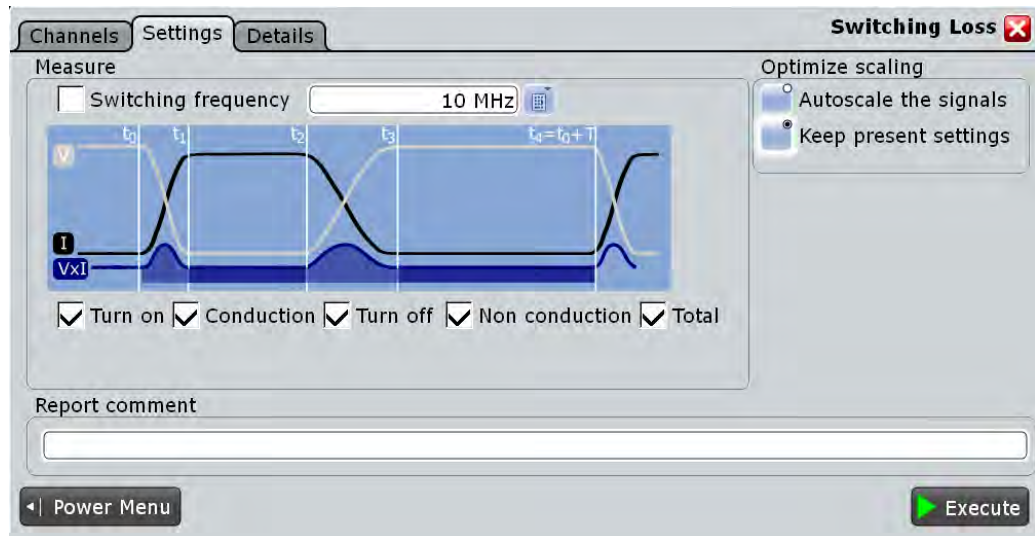 Channels Settings Details
Switching Loss
Measure
Switching frequency 10 MHz
t0 t1 t2 t3 t4=t0+T
V
I
VxI
Turn on Conduction Turn off Non conduction Total
Optimize scaling
Autoscale the signals
Keep present settings
Report comment
Power Menu
Execute